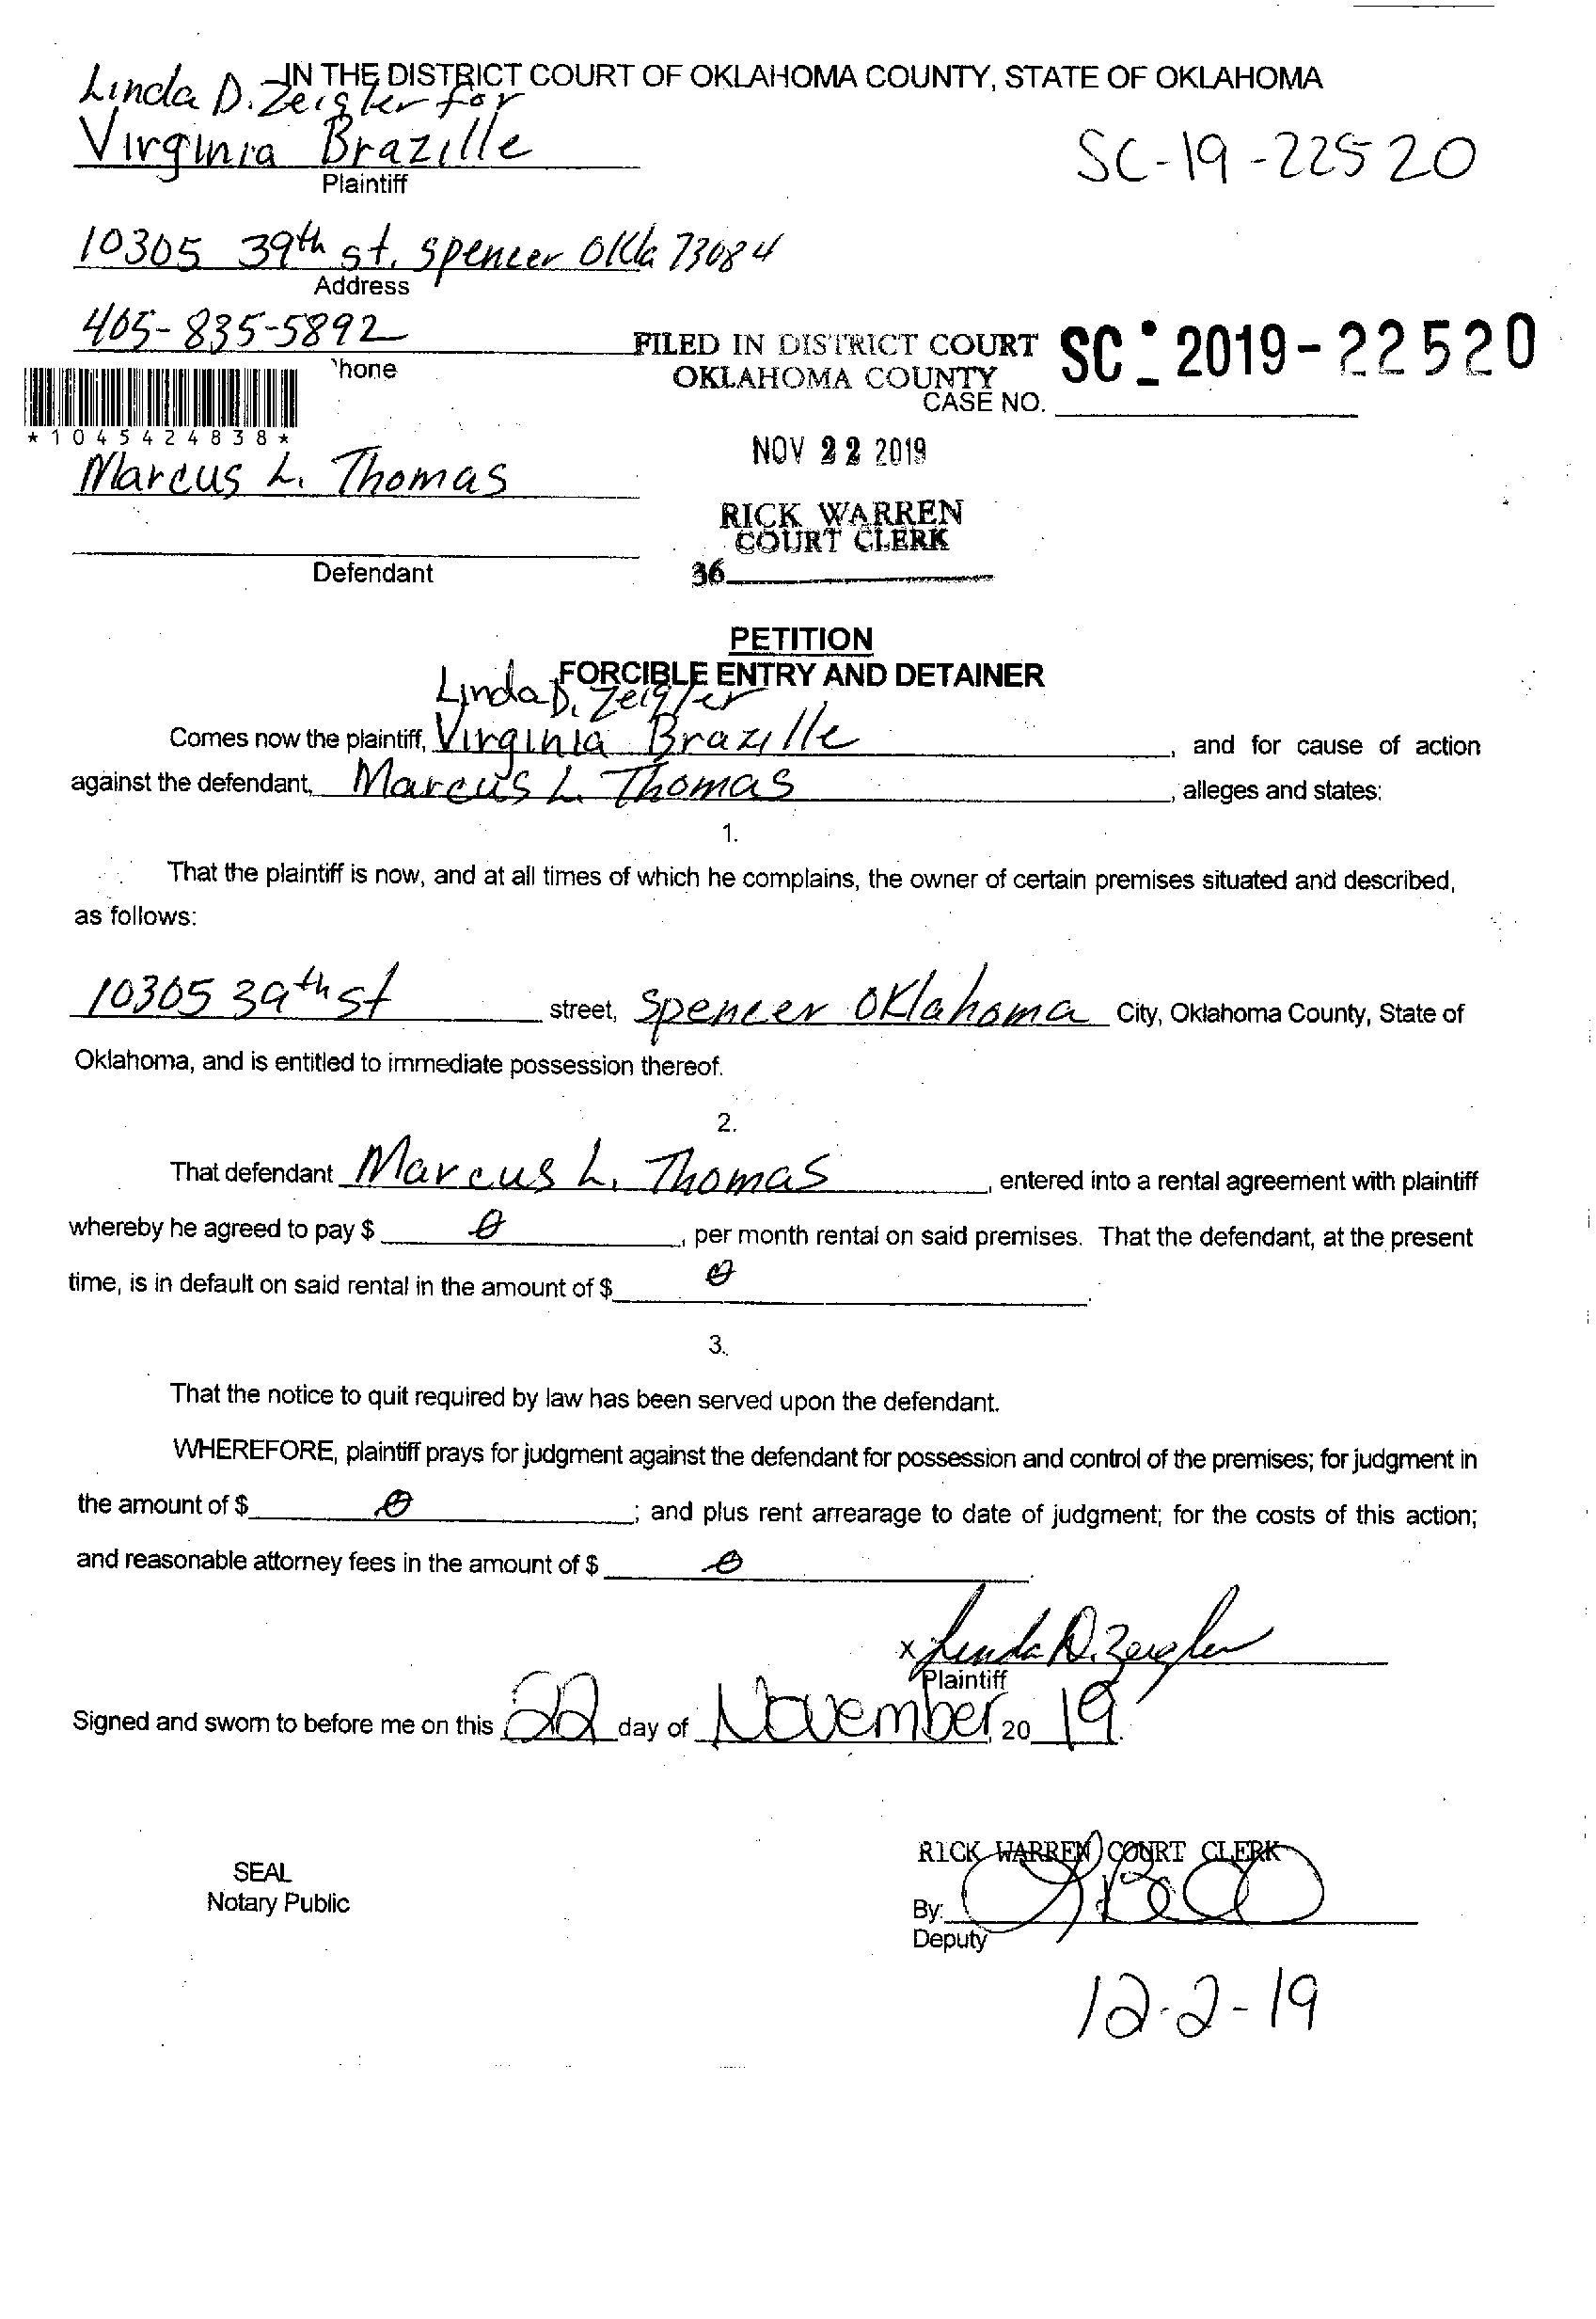 IN THE DISTRICT COURT OF OKLAHOMA COUNTY, STATE OF OKLAHOMA
Linda D. Zeigler for
Virginia Brazille
Plaintiff
SC-19-22520
10305 39th st. Spencer Okla 73084
Address
405-835-5892
Phone
FILED IN DISTRICT COURT
OKLAHOMA COUNTY
SC-2019-22520
CASE NO.
*1045424838*
NOV 22 2019
Marcus L. Thomas
RICK WARREN
COURT CLERK
Defendant
36
PETITION
FORCIBLE ENTRY AND DETAINER
Linda D. Zeigler
Comes now the plaintiff, Virginia Brazille, and for cause of action
against the defendant, Marcus L. Thomas, alleges and states:
1.
That the plaintiff is now, and at all times of which he complains, the owner of certain premises situated and described,
as follows:
10305 39th st street, Spencer Oklahoma City, Oklahoma County, State of
Oklahoma, and is entitled to immediate possession thereof.
2.
That defendant Marcus L. Thomas, entered into a rental agreement with plaintiff
whereby he agreed to pay $ 0, per month rental on said premises. That the defendant, at the present
time, is in default on said rental in the amount of $ 0.
3.
That the notice to quit required by law has been served upon the defendant.
WHEREFORE, plaintiff prays for judgment against the defendant for possession and control of the premises; for judgment in
the amount of $ 0; and plus rent arrearage to date of judgment; for the costs of this action;
and reasonable attorney fees in the amount of $ 0.
x Linda D. Zeigler
Plaintiff
Signed and sworn to before me on this 22 day of November, 20 19.
RICK WARREN COURT CLERK
SEAL
Notary Public
By:
Deputy
12-2-19